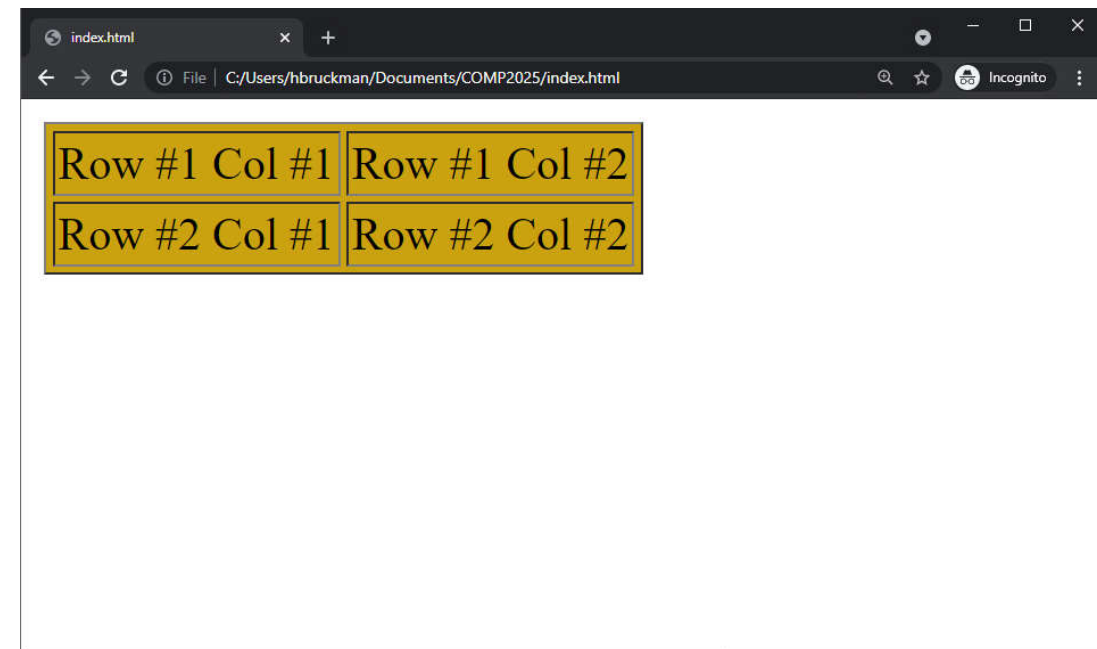 index.html
File C:/Users/hbruckman/Documents/COMP2025/index.html Incognito
Row #1 Col #1 Row #1 Col #2
Row #2 Col #1 Row #2 Col #2